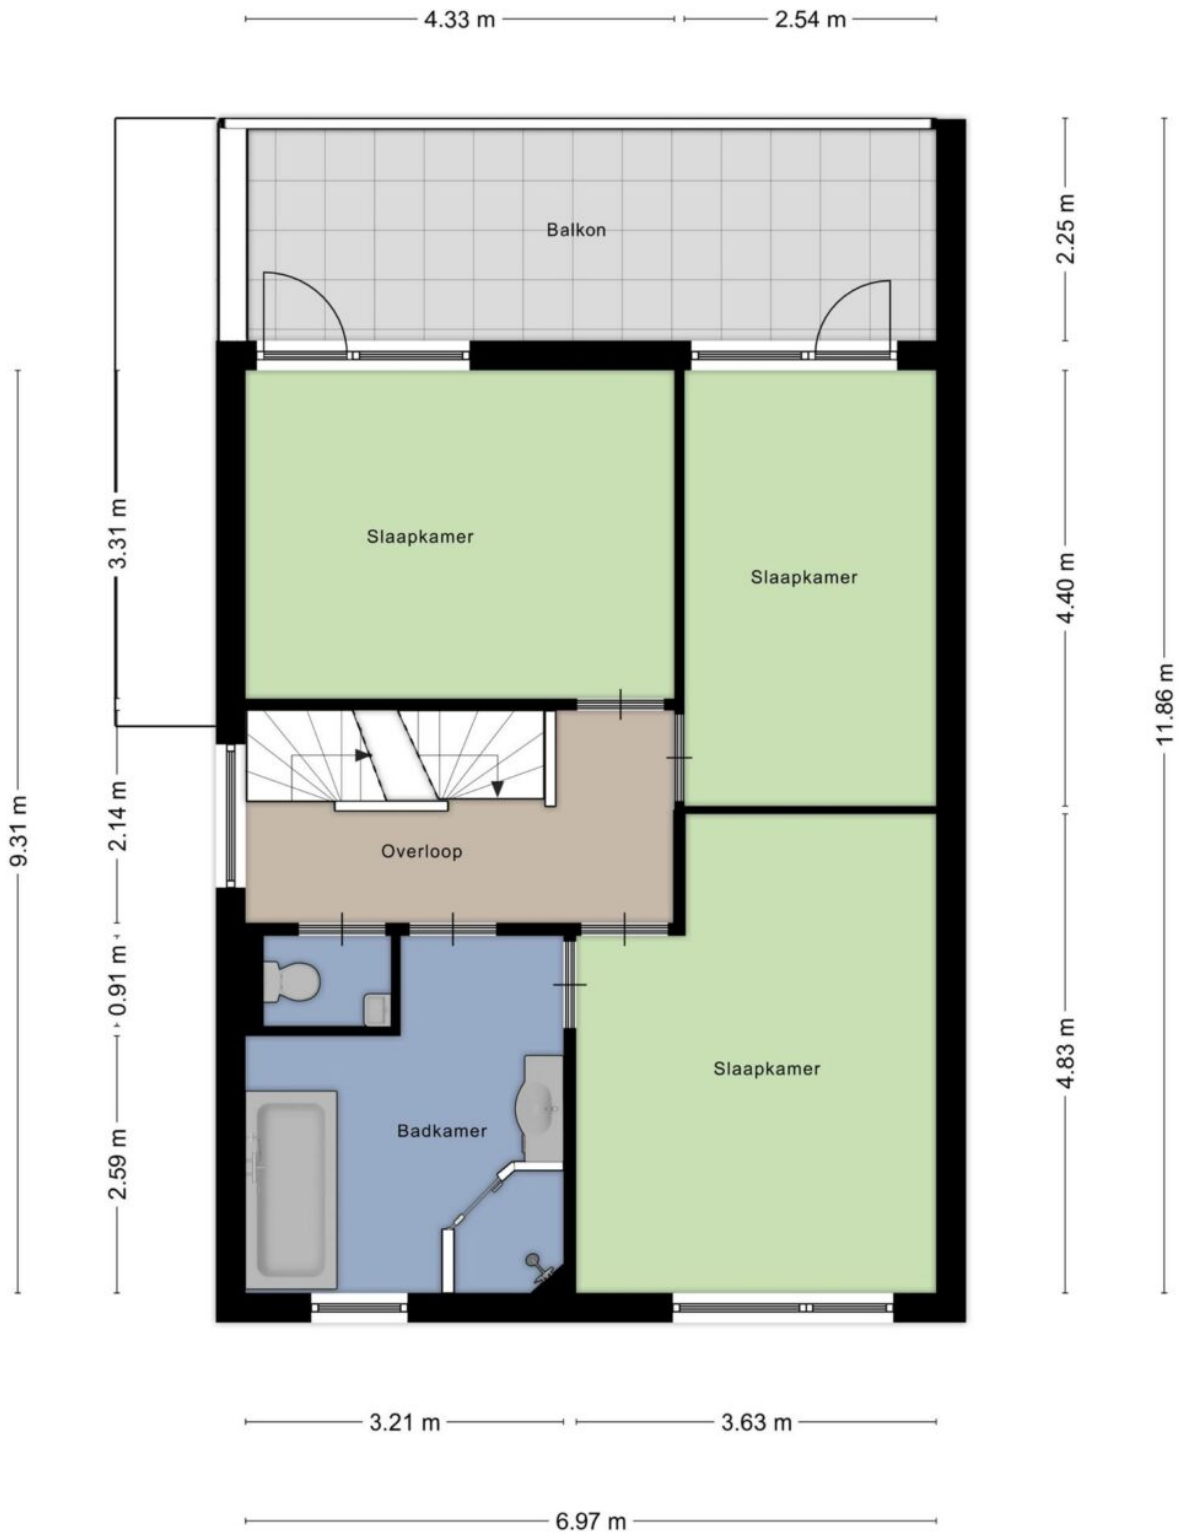 4.33 m
2.54 m
Balkon
2.25 m
3.31 m
Slaapkamer
Slaapkamer
4.40 m
11.86 m
9.31 m
2.14 m
Overloop
0.91 m
Slaapkamer
4.83 m
Badkamer
2.59 m
3.21 m
3.63 m
6.97 m